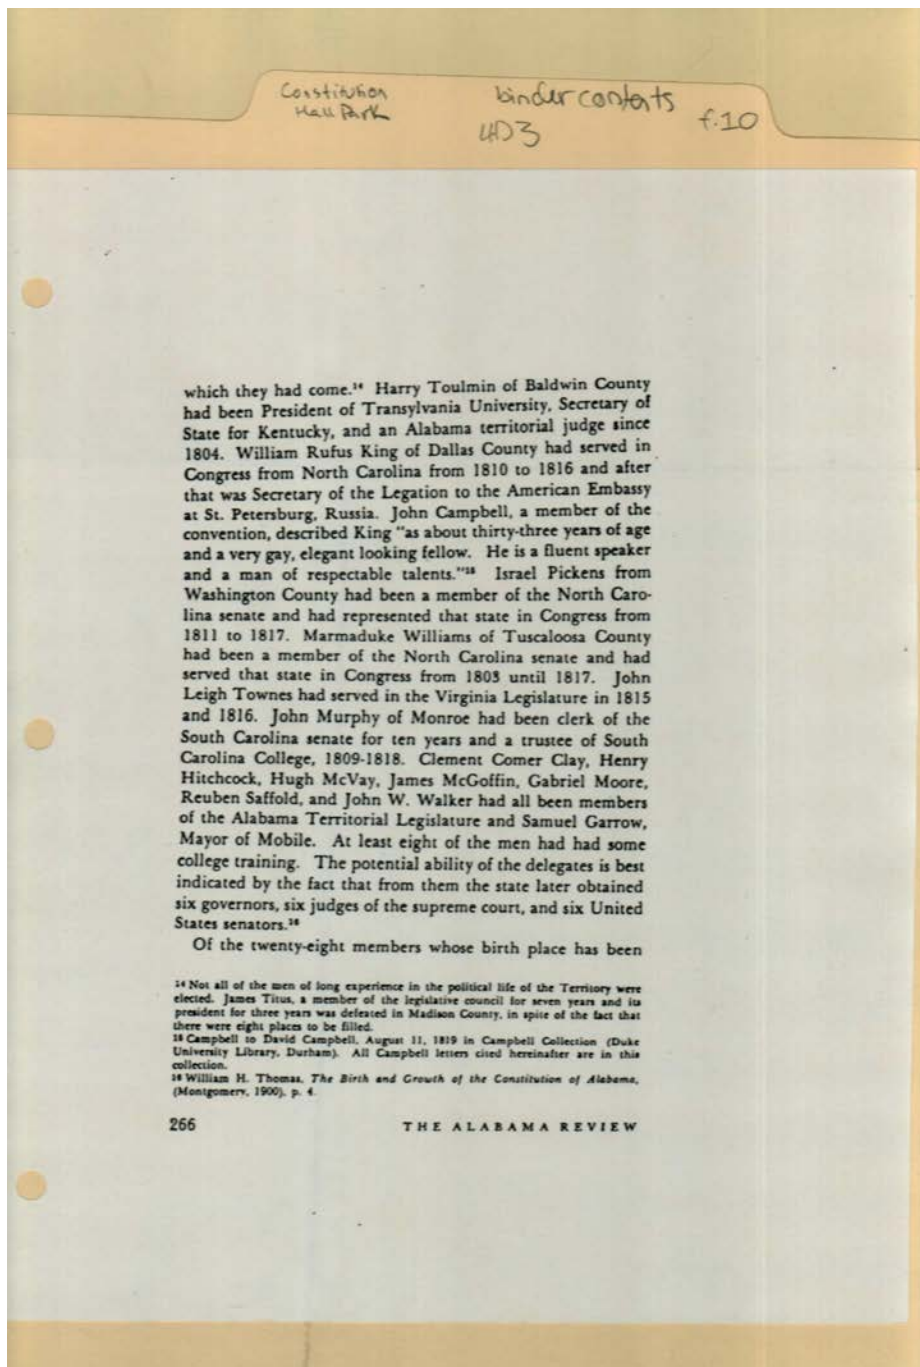 Constitution
Hall Park
binder contents
4D3
f.10
which they had come.¹⁴ Harry Toulmin of Baldwin County
had been President of Transylvania University, Secretary of
State for Kentucky, and an Alabama territorial judge since
1804. William Rufus King of Dallas County had served in
Congress from North Carolina from 1810 to 1816 and after
that was Secretary of the Legation to the American Embassy
at St. Petersburg, Russia. John Campbell, a member of the
convention, described King "as about thirty-three years of age
and a very gay, elegant looking fellow. He is a fluent speaker
and a man of respectable talents."¹⁵ Israel Pickens from
Washington County had been a member of the North Caro-
lina senate and had represented that state in Congress from
1811 to 1817. Marmaduke Williams of Tuscaloosa County
had been a member of the North Carolina senate and had
served that state in Congress from 1803 until 1817. John
Leigh Townes had served in the Virginia Legislature in 1815
and 1816. John Murphy of Monroe had been clerk of the
South Carolina senate for ten years and a trustee of South
Carolina College, 1809-1818. Clement Comer Clay, Henry
Hitchcock, Hugh McVay, James McGoffin, Gabriel Moore,
Reuben Saffold, and John W. Walker had all been members
of the Alabama Territorial Legislature and Samuel Garrow,
Mayor of Mobile. At least eight of the men had had some
college training. The potential ability of the delegates is best
indicated by the fact that from them the state later obtained
six governors, six judges of the supreme court, and six United
States senators.¹⁶
Of the twenty-eight members whose birth place has been
¹⁴ Not all of the men of long experience in the political life of the Territory were
elected. James Titus, a member of the legislative council for seven years and its
president for three years was defeated in Madison County, in spite of the fact that
there were eight places to be filled.
¹⁵ Campbell to David Campbell, August 11, 1819 in Campbell Collection (Duke
University Library, Durham). All Campbell letters cited hereinafter are in this
collection.
¹⁶ William H. Thomas, The Birth and Growth of the Constitution of Alabama,
(Montgomery, 1900), p. 4.
266
THE ALABAMA REVIEW